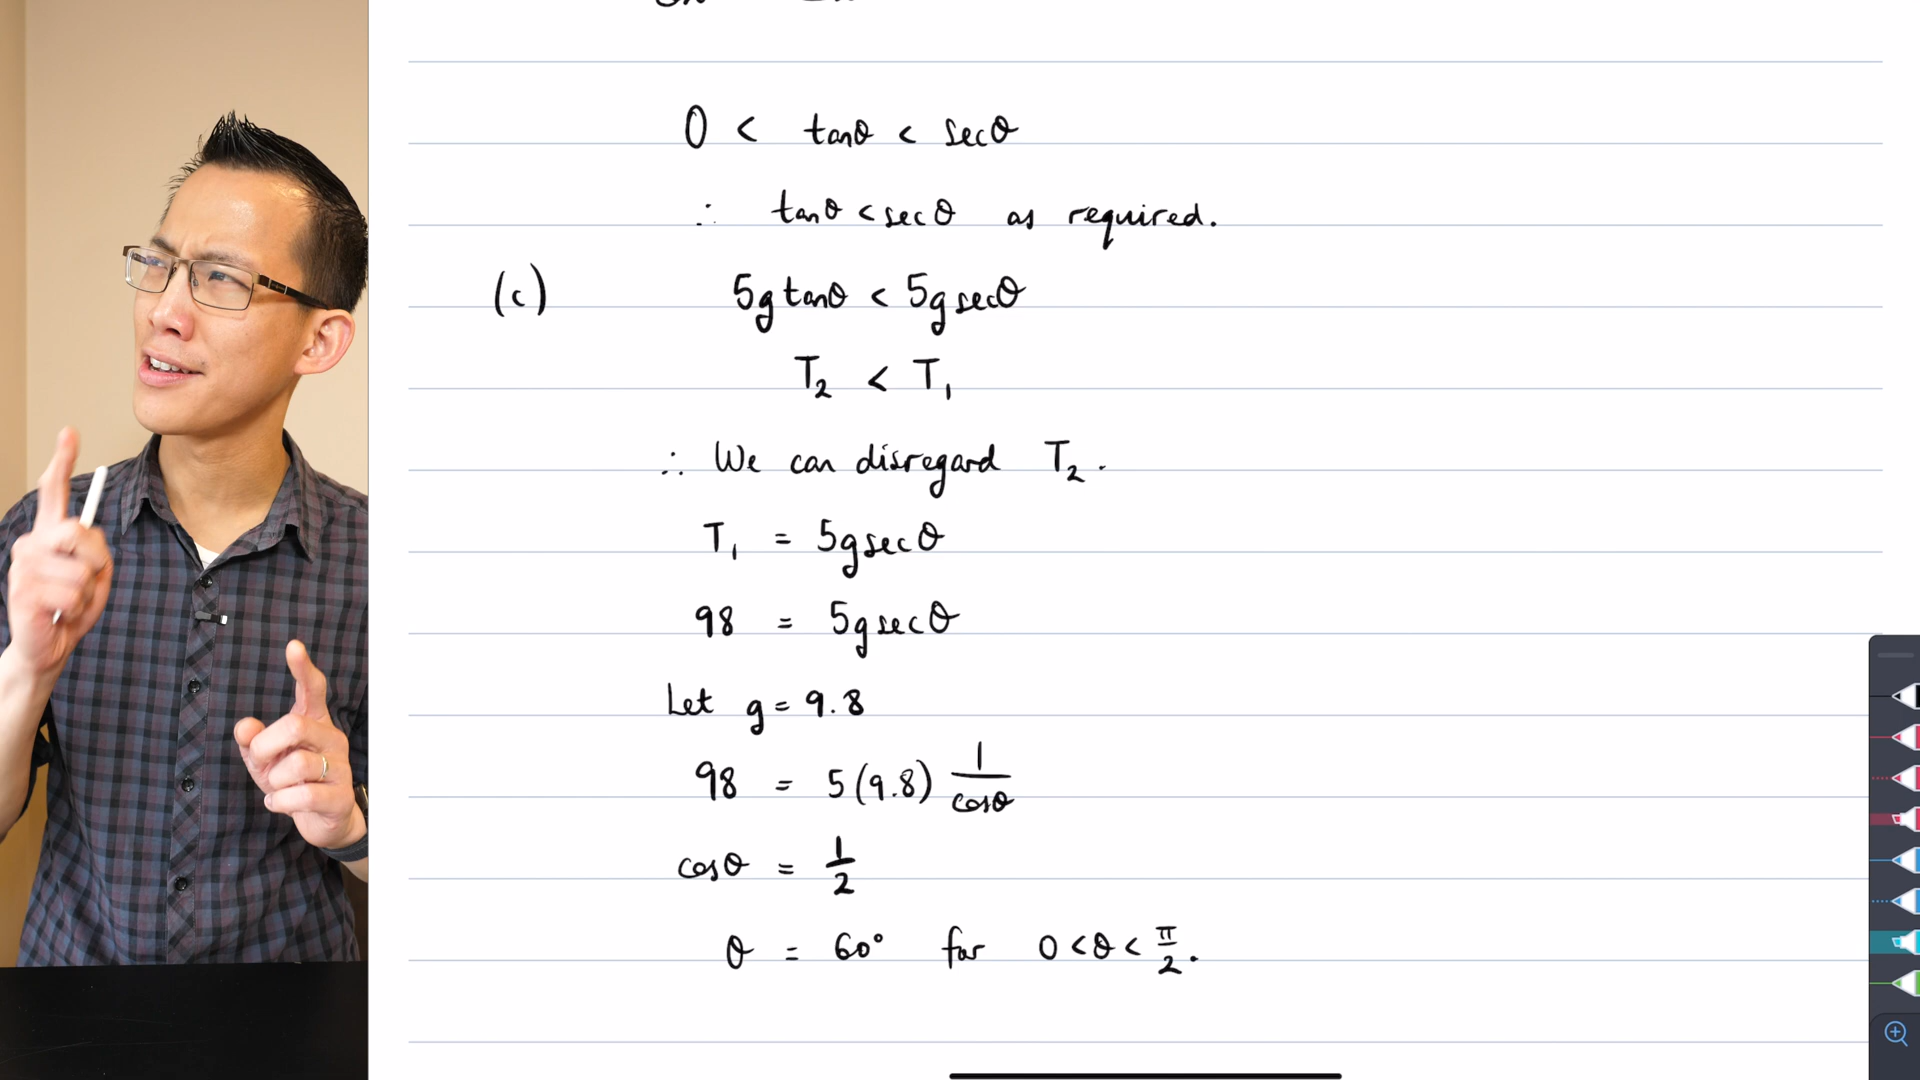 0 < tanθ < secθ
∴ tanθ < secθ as required.
(c) 5g tanθ < 5g secθ
T₂ < T₁
∴ We can disregard T₂.
T₁ = 5g secθ
98 = 5g secθ
Let g = 9.8
98 = 5(9.8) 1/cosθ
cosθ = 1/2
θ = 60° for 0 < θ < π/2.